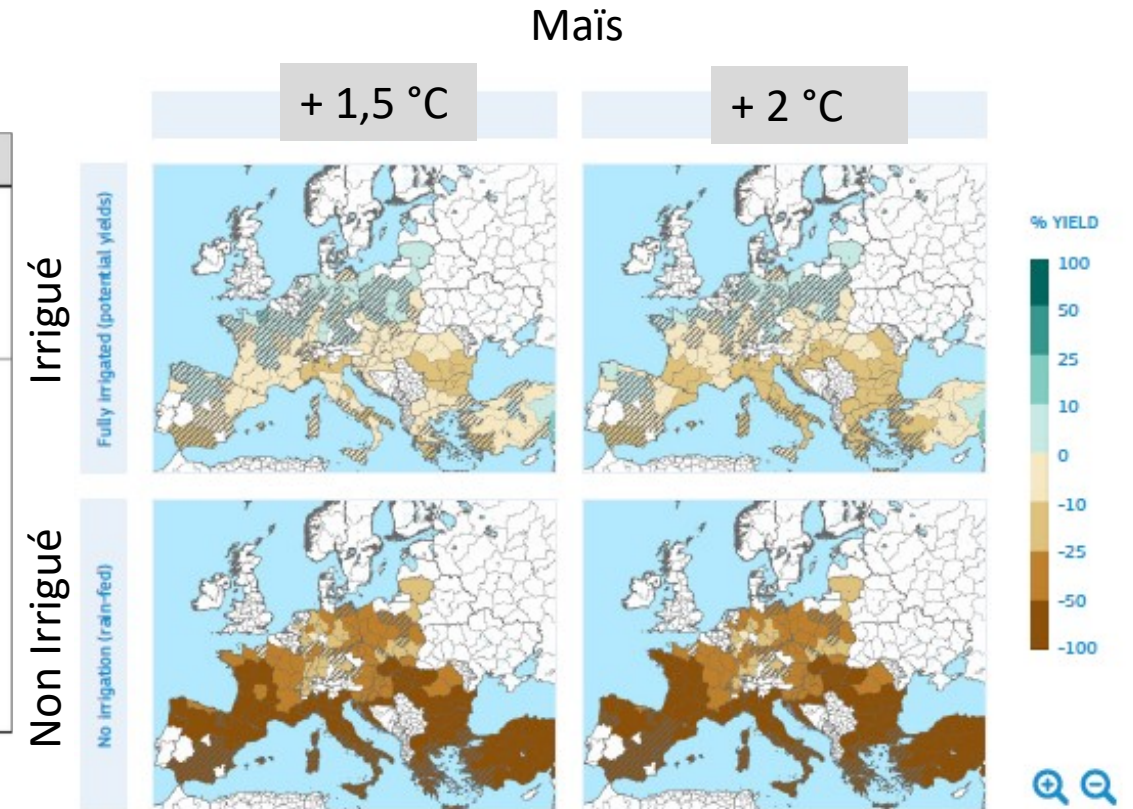 Maïs
+ 1,5 °C
+ 2 °C
Irrigué
Fully irrigated (potential yields)
% YIELD
100
50
25
10
0
-10
-25
-50
-100
Non Irrigué
No irrigation (rain-fed)